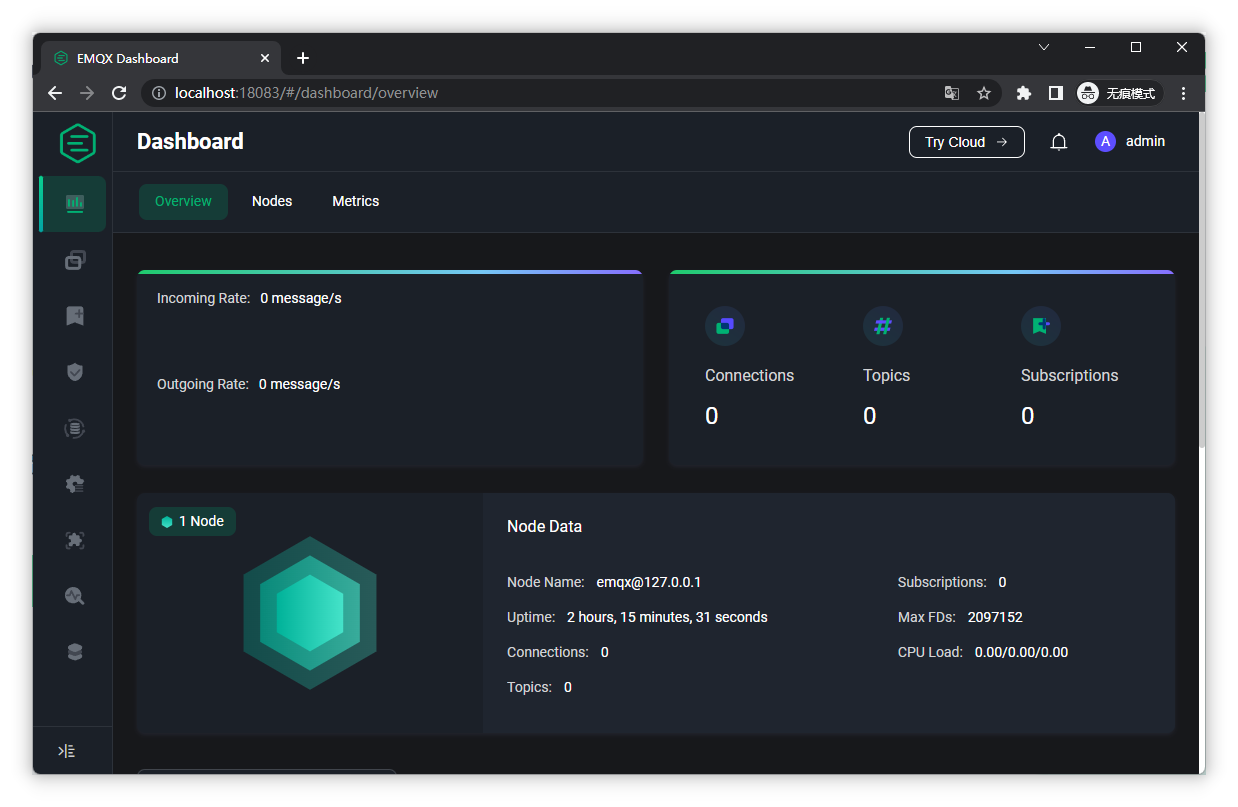 EMQX Dashboard
localhost:18083/#/dashboard/overview
无痕模式
Dashboard
Try Cloud →
A admin
Overview Nodes Metrics
Incoming Rate: 0 message/s
Outgoing Rate: 0 message/s
Connections Topics Subscriptions
0 0 0
1 Node
Node Data
Node Name: emqx@127.0.0.1 Subscriptions: 0
Uptime: 2 hours, 15 minutes, 31 seconds Max FDs: 2097152
Connections: 0 CPU Load: 0.00/0.00/0.00
Topics: 0